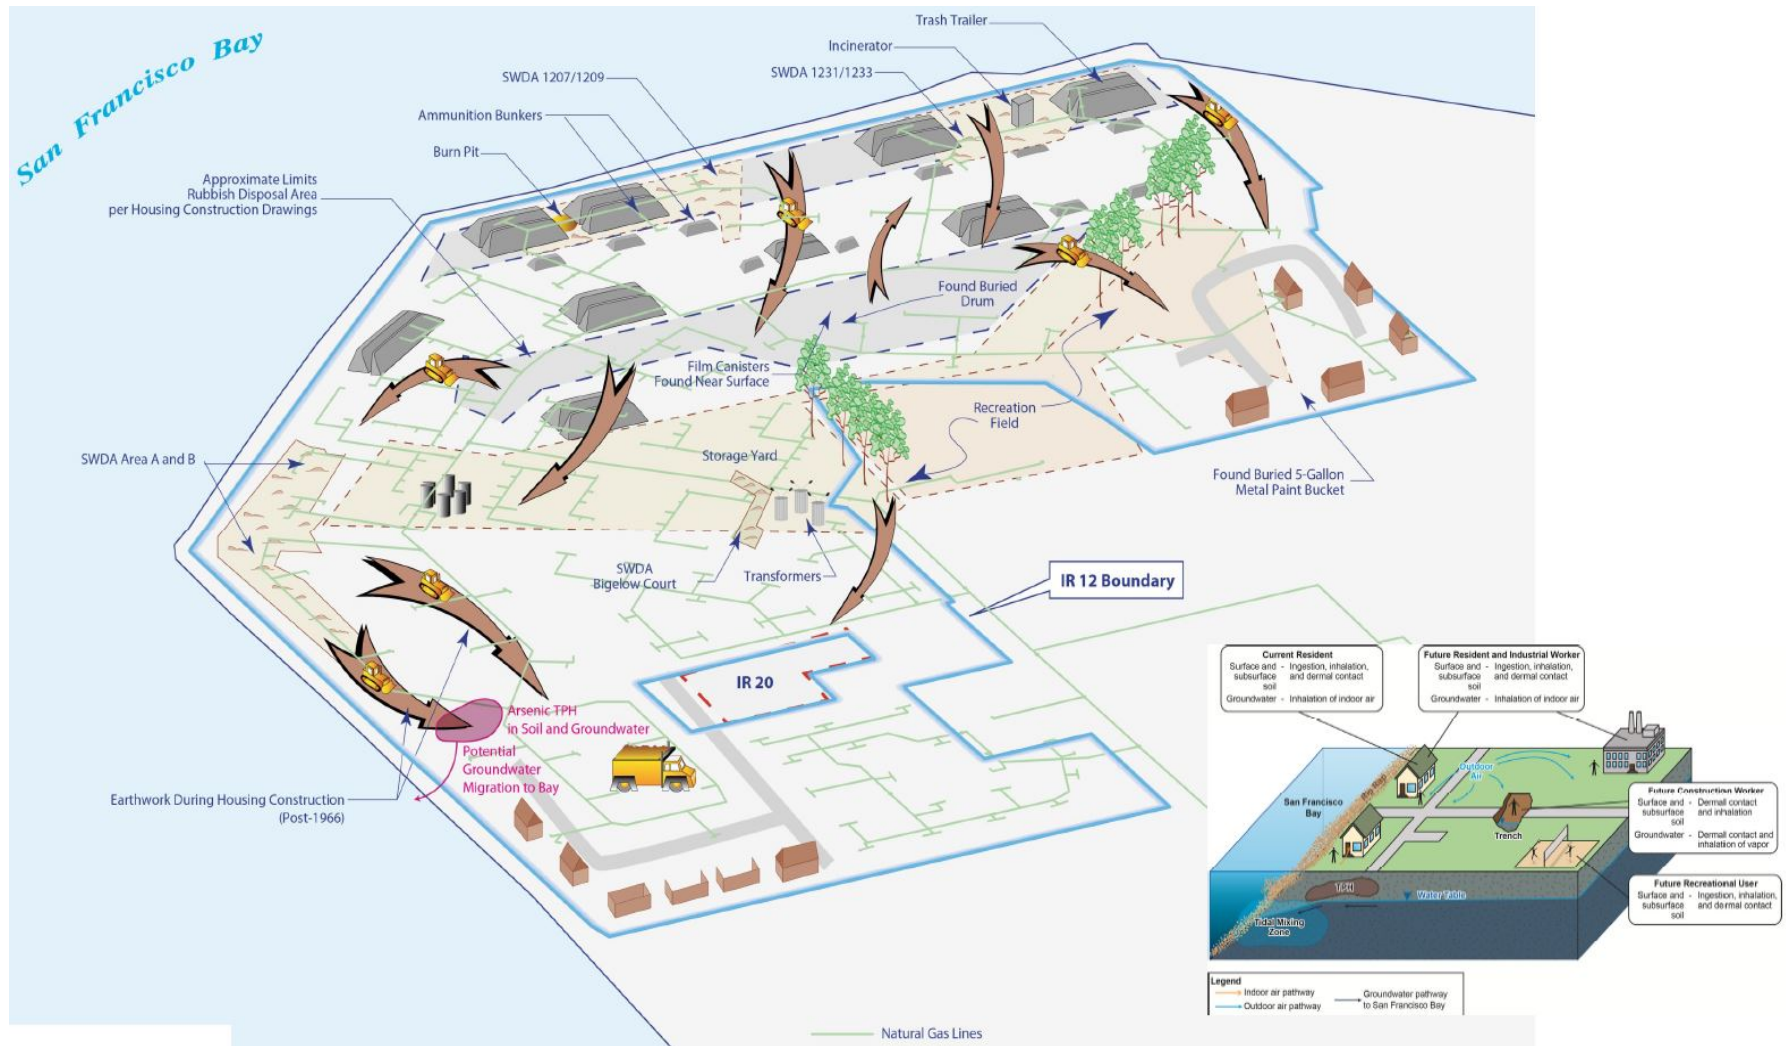 San Francisco Bay
Trash Trailer
Incinerator
SWDA 1231/1233
SWDA 1207/1209
Ammunition Bunkers
Burn Pit
Approximate Limits
Rubbish Disposal Area
per Housing Construction Drawings
Found Buried
Drum
Film Canisters
Found Near Surface
Recreation
Field
Storage Yard
SWDA Area A and B
Found Buried 5-Gallon
Metal Paint Bucket
SWDA
Bigelow Court
Transformers
IR 12 Boundary
IR 20
Arsenic TPH
in Soil and Groundwater
Potential
Groundwater
Migration to Bay
Earthwork During Housing Construction
(Post-1966)
Natural Gas Lines
Current Resident
Surface and - Ingestion, inhalation,
subsurface and dermal contact
soil
Groundwater - Inhalation of indoor air
Future Resident and Industrial Worker
Surface and - Ingestion, inhalation,
subsurface and dermal contact
soil
Groundwater - Inhalation of indoor air
Outdoor
Air
San Francisco
Bay
Rip Rap
Trench
Future Construction Worker
Surface and - Dermall contact
subsurface and inhalation
soil
Groundwater - Dermall contact and
inhalation of vapor
TPH
Water Table
Tidal Mixing
Zone
Future Recreational User
Surface and - Ingestion, inhalation,
subsurface and dermal contact
soil
Legend
Indoor air pathway
Outdoor air pathway
Groundwater pathway
to San Francisco Bay